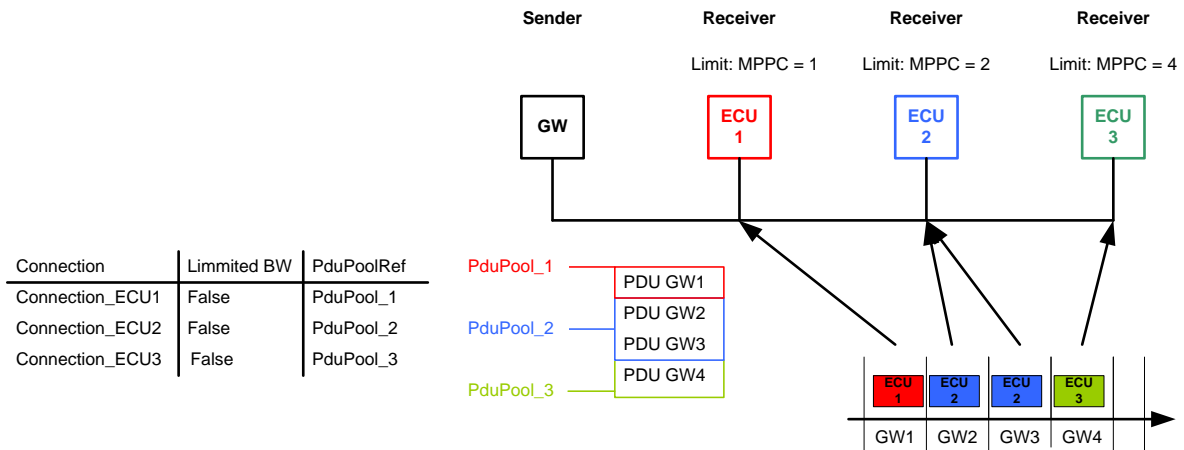 Sender Receiver Receiver Receiver
Limit: MPPC = 1 Limit: MPPC = 2 Limit: MPPC = 4
GW
ECU
1
ECU
2
ECU
3
Connection Limmited BW PduPoolRef
Connection_ECU1 False PduPool_1
Connection_ECU2 False PduPool_2
Connection_ECU3 False PduPool_3
PduPool_1
PduPool_2
PduPool_3
PDU GW1
PDU GW2
PDU GW3
PDU GW4
ECU
1
ECU
2
ECU
2
ECU
3
GW1 GW2 GW3 GW4